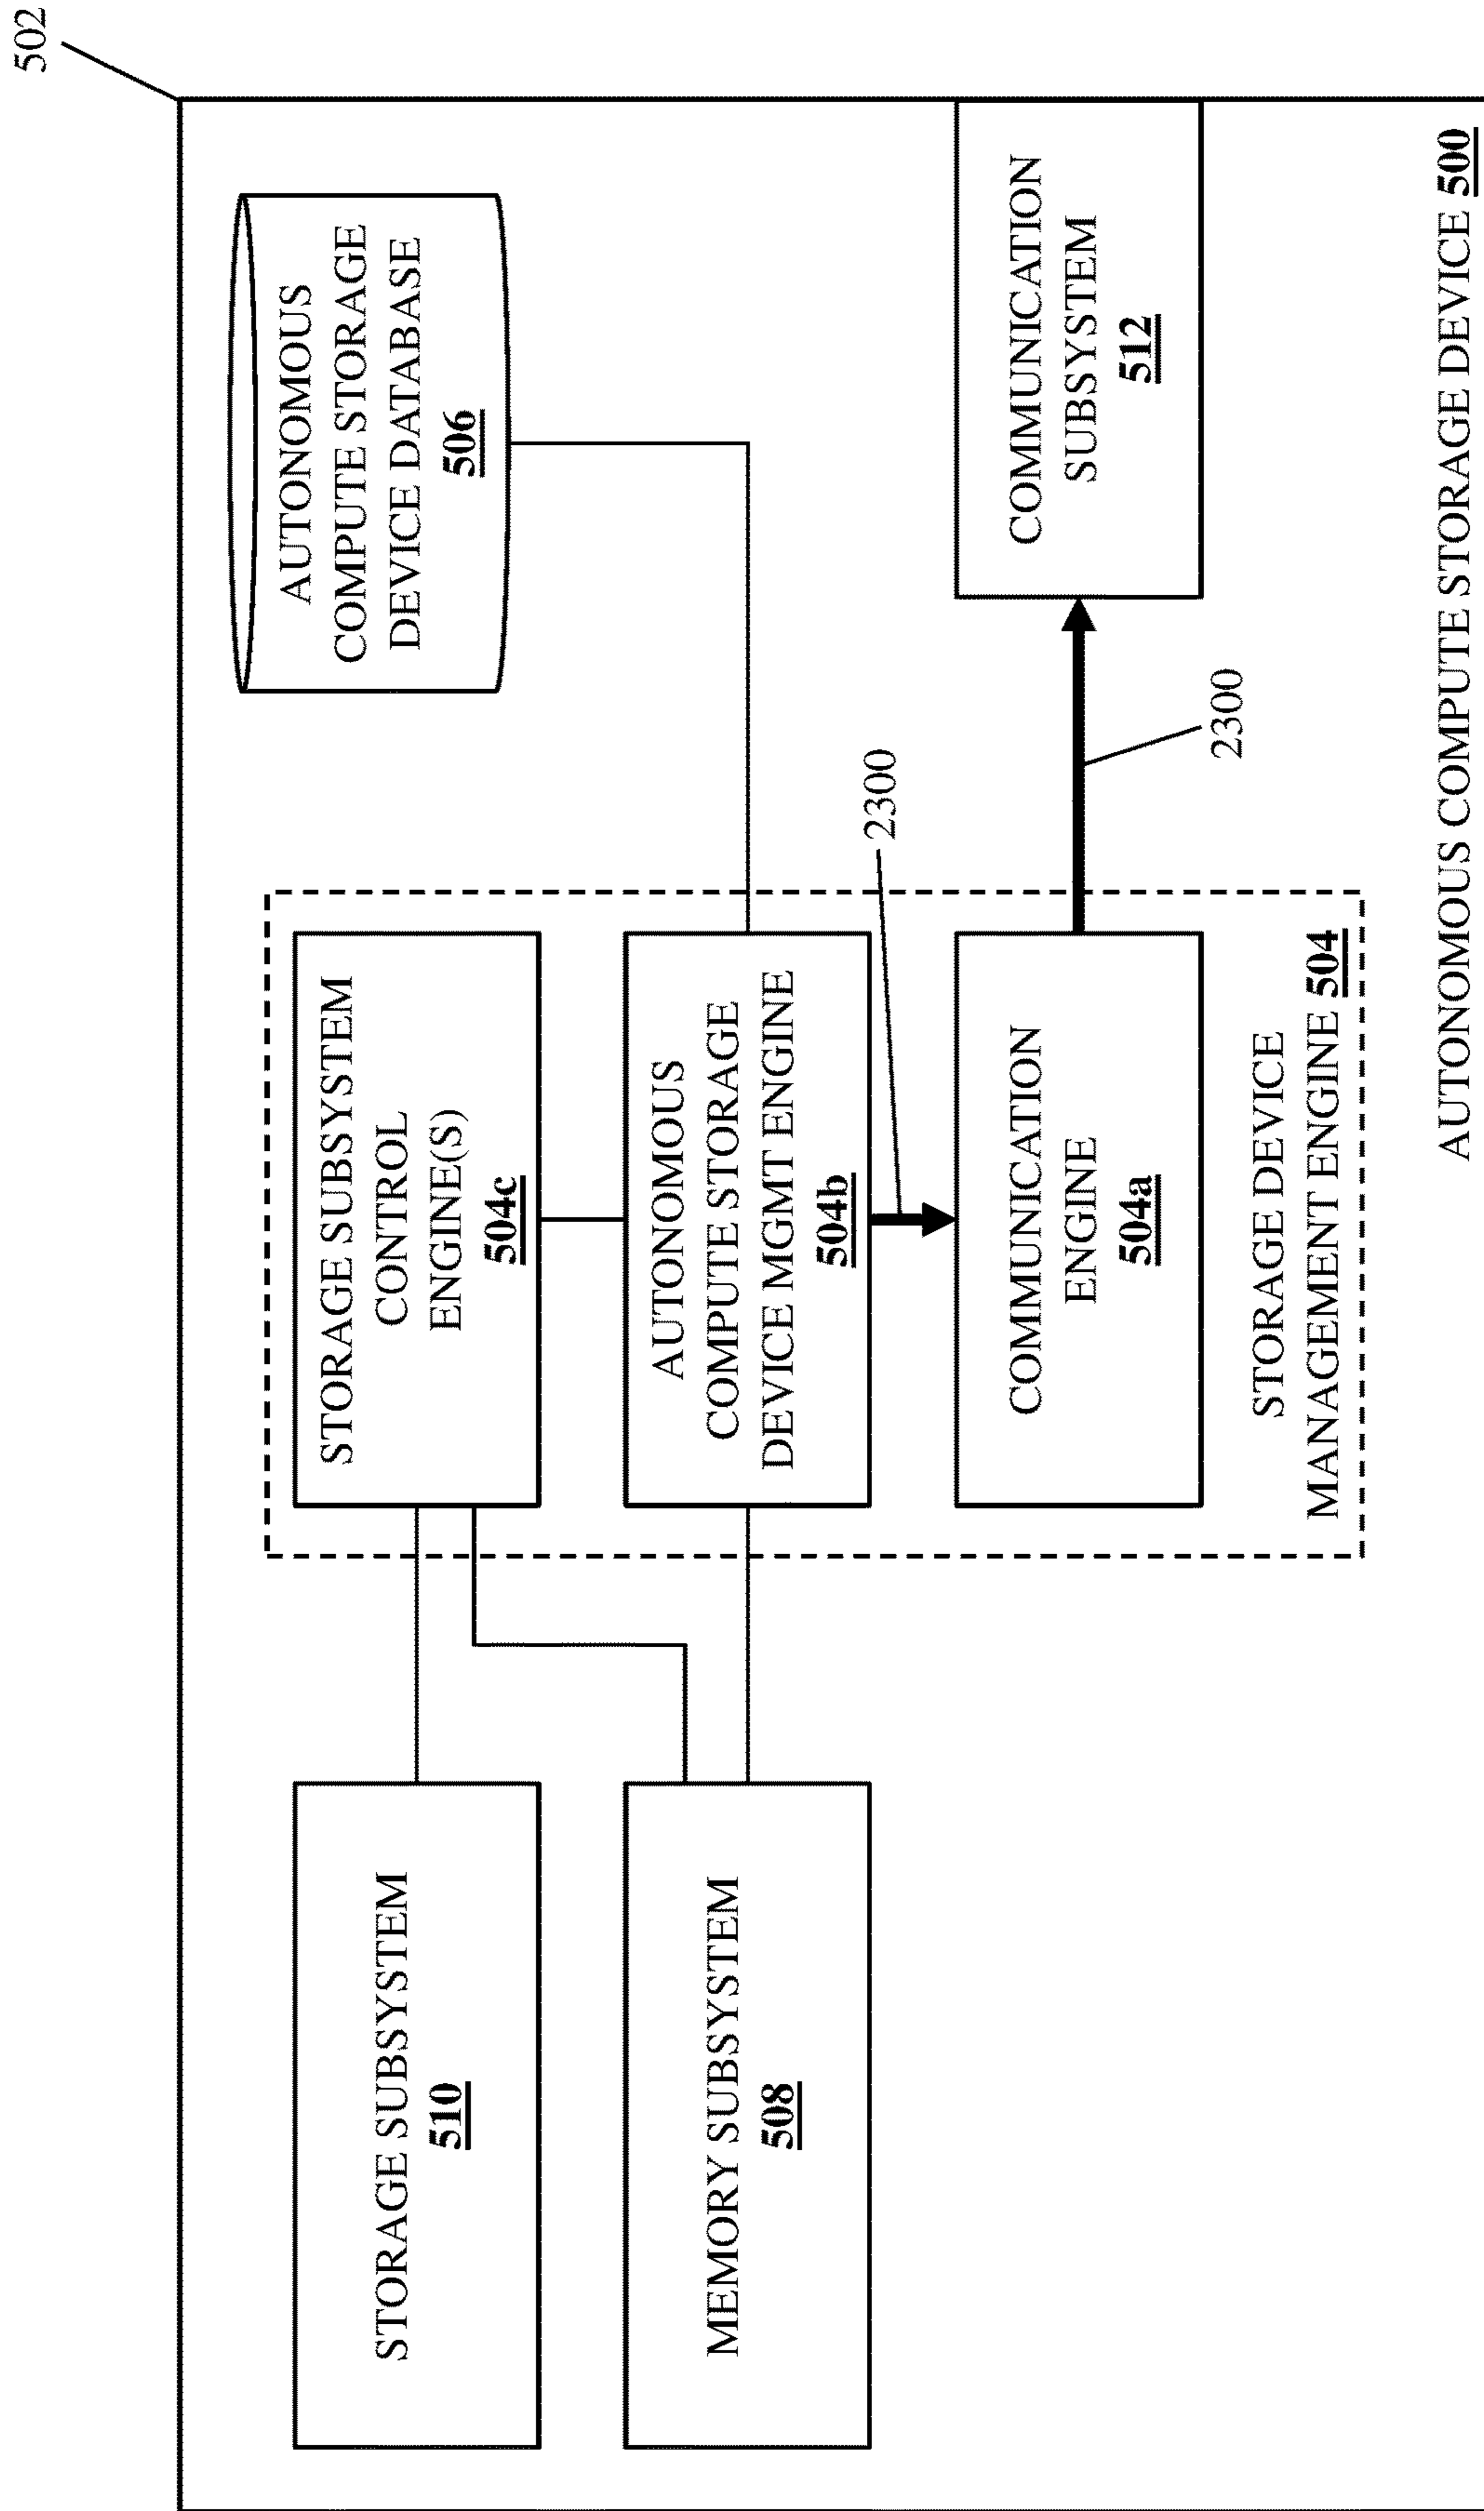 502
STORAGE SUBSYSTEM
510
STORAGE SUBSYSTEM
CONTROL
ENGINE(S)
504c
AUTONOMOUS
COMPUTE STORAGE
DEVICE DATABASE
506
MEMORY SUBSYSTEM
508
AUTONOMOUS
COMPUTE STORAGE
DEVICE MGMT ENGINE
504b
2300
COMMUNICATION
ENGINE
504a
2300
COMMUNICATION
SUBSYSTEM
512
STORAGE DEVICE
MANAGEMENT ENGINE 504
AUTONOMOUS COMPUTE STORAGE DEVICE 500